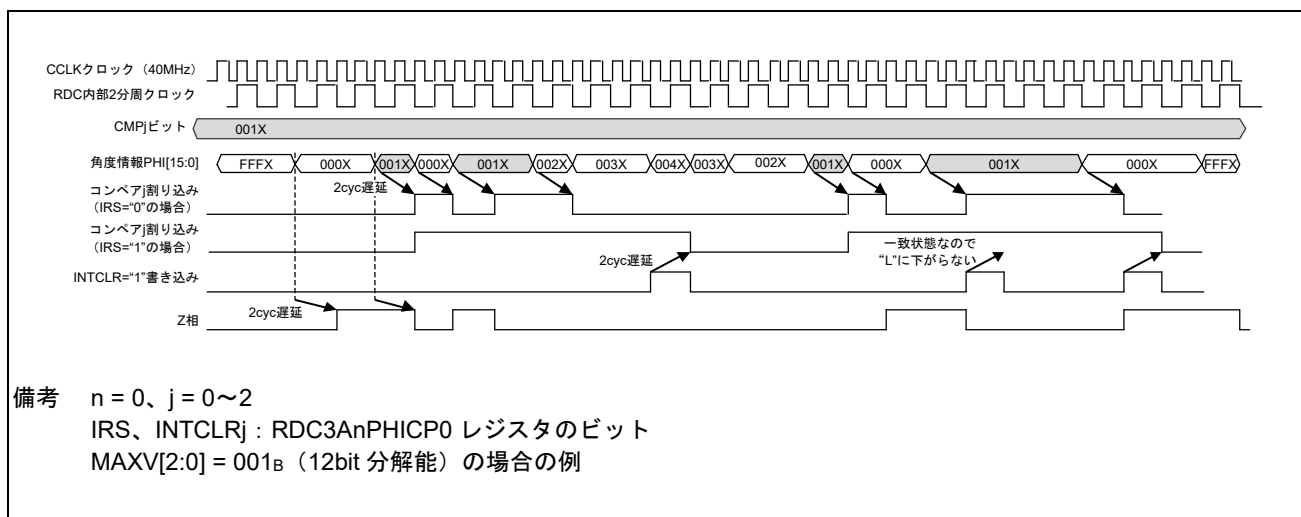 CCLKクロック（40MHz）
RDC内部2分周クロック
CMPjビット 001X
角度情報PHI[15:0] FFFX 000X 001X 000X 001X 002X 003X 004X 003X 002X 001X 000X 001X 000X FFFX
コンペアj割り込み
（IRS=“0”の場合）
2cyc遅延
コンペアj割り込み
（IRS=“1”の場合）
2cyc遅延
一致状態なので
“L”に下がらない
INTCLR=“1”書き込み
2cyc遅延
Z相
備考 n = 0、j = 0～2
IRS、INTCLRj：RDC3AnPHICP0 レジスタのビット
MAXV[2:0] = 001B（12bit 分解能）の場合の例